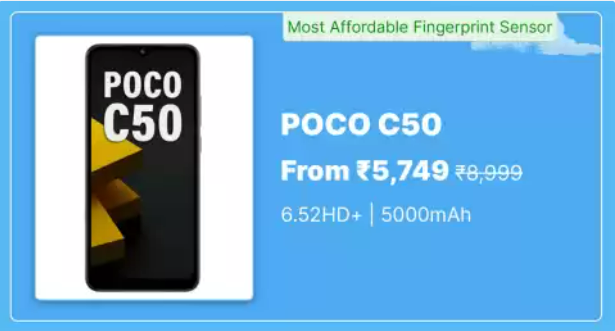 Most Affordable Fingerprint Sensor
POCO
C50
POCO C50
From ₹5,749 ₹8,999
6.52HD+ | 5000mAh